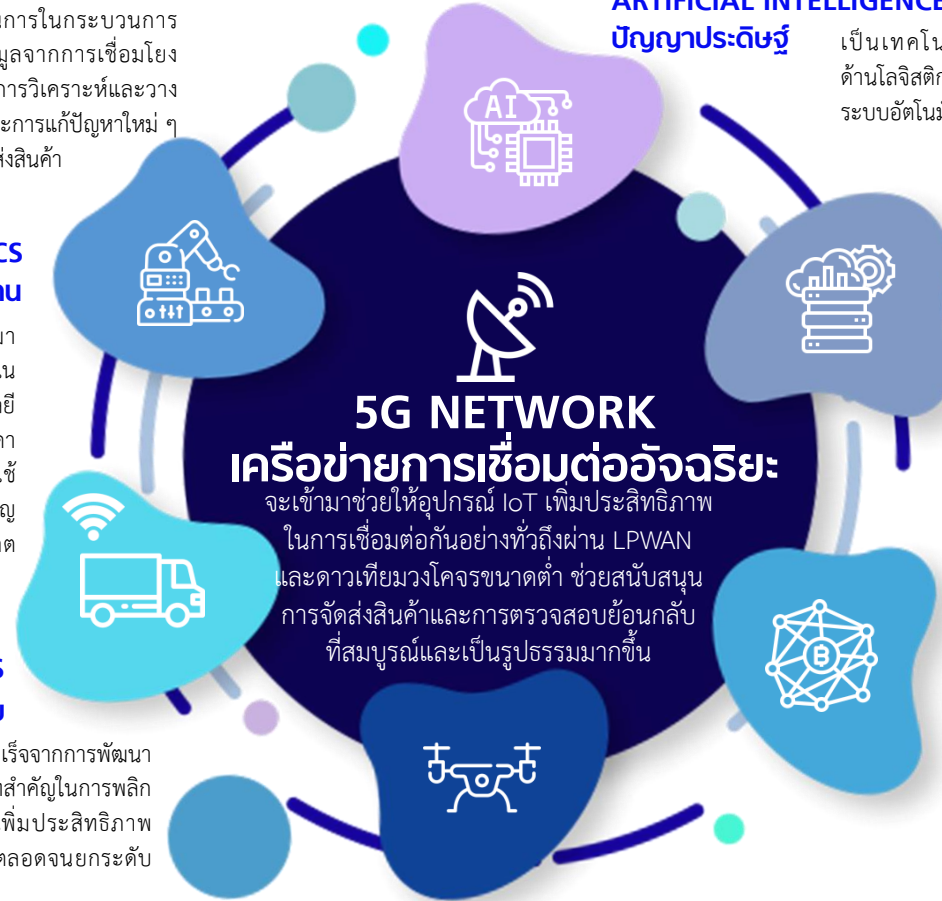 นการในกระบวนการ
มูลจากการเชื่อมโยง
การวิเคราะห์และวาง
ะการแก้ปัญหาใหม่ ๆ
ส่งสินค้า
ARTIFICIAL INTELLIGENCE
ปัญญาประดิษฐ์
เป็นเทคโน
ด้านโลจิสติก
ระบบอัตโนมั
AI
CS
าน
มา
ใน
ยี
คา
ช้
ญ
ต
5G NETWORK
เครือข่ายการเชื่อมต่ออัจฉริยะ
จะเข้ามาช่วยให้อุปกรณ์ IoT เพิ่มประสิทธิภาพ
ในการเชื่อมต่อกันอย่างทั่วถึงผ่าน LPWAN
และดาวเทียมวงโคจรขนาดต่ำ ช่วยสนับสนุน
การจัดส่งสินค้าและการตรวจสอบย้อนกลับ
ที่สมบูรณ์และเป็นรูปธรรมมากขึ้น
S
เร็จจากการพัฒนา
ทสำคัญในการพลิก
พิ่มประสิทธิภาพ
ตลอดจนยกระดับ